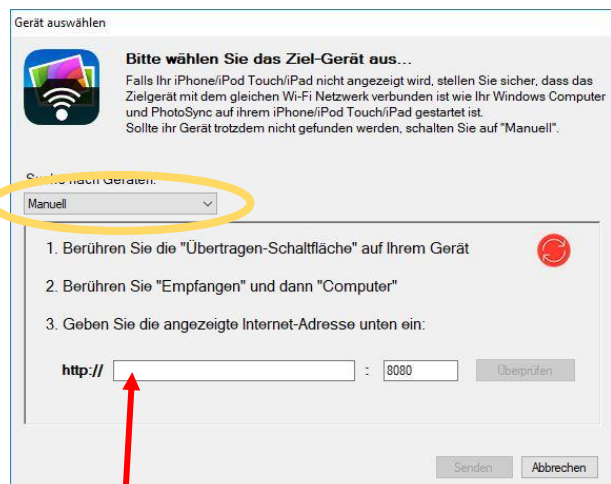 Gerät auswählen
Bitte wählen Sie das Ziel-Gerät aus...
Falls Ihr iPhone/iPod Touch/iPad nicht angezeigt wird, stellen Sie sicher, dass das
Zielgerät mit dem gleichen Wi-Fi Netzwerk verbunden ist wie Ihr Windows Computer
und PhotoSync auf ihrem iPhone/iPod Touch/iPad gestartet ist.
Sollte ihr Gerät trotzdem nicht gefunden werden, schalten Sie auf "Manuell".
Suche nach Geräten:
Manuell
1. Berühren Sie die "Übertragen-Schaltfläche" auf Ihrem Gerät
2. Berühren Sie "Empfangen" und dann "Computer"
3. Geben Sie die angezeigte Internet-Adresse unten ein:
http:// : 8080 Überprüfen
Senden Abbrechen